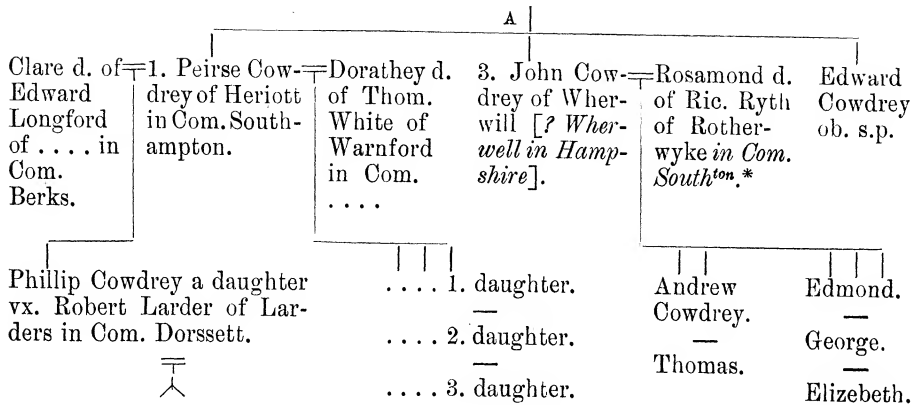 A
Clare d. of
Edward
Longford
of . . . . in
Com.
Berks.
1. Peirse Cow-
drey of Heriott
in Com. South-
ampton.
Dorathey d.
of Thom.
White of
Warnford
in Com.
. . . .
3. John Cow-
drey of Wher-
will [? Wher-
well in Hamp-
shire].
Rosamond d.
of Ric. Ryth
of Rother-
wyke in Com.
Southton.*
Edward
Cowdrey
ob. s.p.
Phillip Cowdrey a daughter
vx. Robert Larder of Lar-
ders in Com. Dorssett.
. . . . 1. daughter.
. . . . 2. daughter.
. . . . 3. daughter.
Andrew
Cowdrey.
Thomas.
Edmond.
George.
Elizebeth.